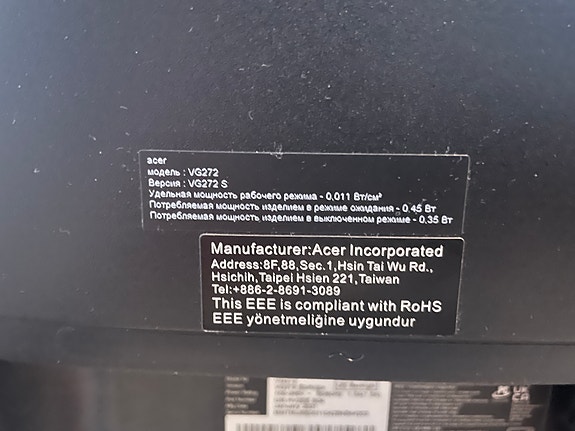 acer
модель : VG272
Версия : VG272 S
Удельная мощность рабочего режима - 0,011 Вт/см²
Потребляемая мощность изделием в режиме ожидания - 0,45 Вт
Потребляемая мощность изделием в выключенном режиме - 0,35 Вт
Manufacturer:Acer Incorporated
Address:8F,88,Sec.1,Hsin Tai Wu Rd.,
Hsichih,Taipei Hsien 221,Taiwan
Tel:+886-2-8691-3089
This EEE is compliant with RoHS
EEE yönetmeliğine uygundur